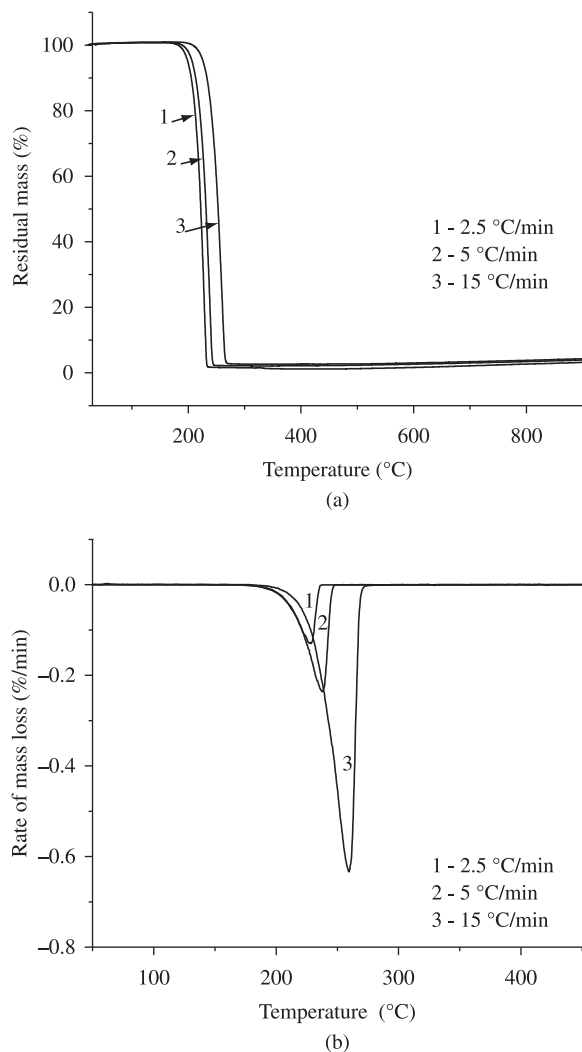 100
80
60
40
20
0
Residual mass (%)
1
2
3
1 - 2.5 °C/min
2 - 5 °C/min
3 - 15 °C/min
200 400 600 800
Temperature (°C)
(a)
0.0
–0.2
–0.4
–0.6
–0.8
Rate of mass loss (%/min)
1
2
3
1 - 2.5 °C/min
2 - 5 °C/min
3 - 15 °C/min
100 200 300 400
Temperature (°C)
(b)